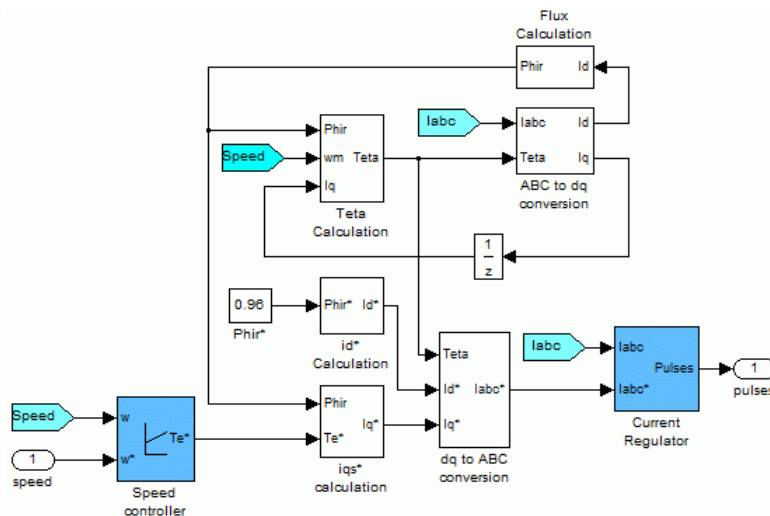 Flux
Calculation
Phir Id
Iabc
Iabc Id
Teta Iq
ABC to dq
conversion
Speed
Phir
wm Teta
Iq
Teta
Calculation
1
z
0.96
Phir*
Phir* Id*
id*
Calculation
Speed
1
speed
w
w* Te*
Speed
controller
Phir
Te* Iq*
iqs*
calculation
Teta
Id* Iabc*
Iq*
dq to ABC
conversion
Iabc
Iabc
Pulses
Iabc*
Current
Regulator
1
pulses